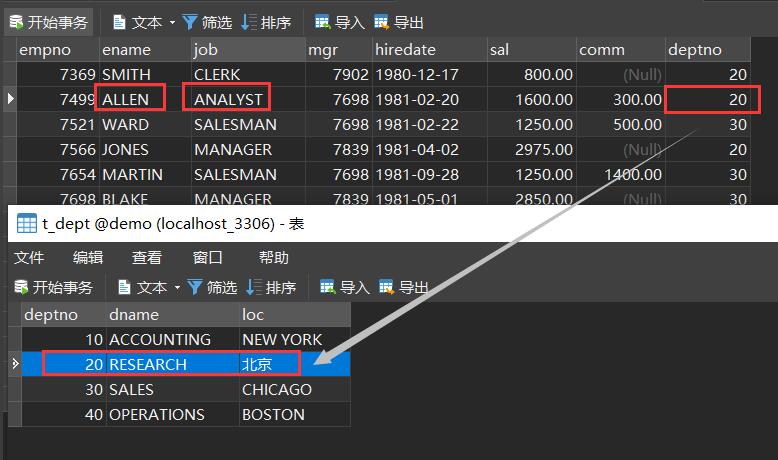 开始事务 文本 筛选 排序 导入 导出
empno ename job mgr hiredate sal comm deptno
7369 SMITH CLERK 7902 1980-12-17 800.00 (Null) 20
7499 ALLEN ANALYST 7698 1981-02-20 1600.00 300.00 20
7521 WARD SALESMAN 7698 1981-02-22 1250.00 500.00 30
7566 JONES MANAGER 7839 1981-04-02 2975.00 (Null) 20
7654 MARTIN SALESMAN 7698 1981-09-28 1250.00 1400.00 30
7698 BLAKE MANAGER 7839 1981-05-01 2850.00 (Null) 30
t_dept @demo (localhost_3306) - 表
文件 编辑 查看 窗口 帮助
开始事务 文本 筛选 排序 导入 导出
deptno dname loc
10 ACCOUNTING NEW YORK
20 RESEARCH 北京
30 SALES CHICAGO
40 OPERATIONS BOSTON